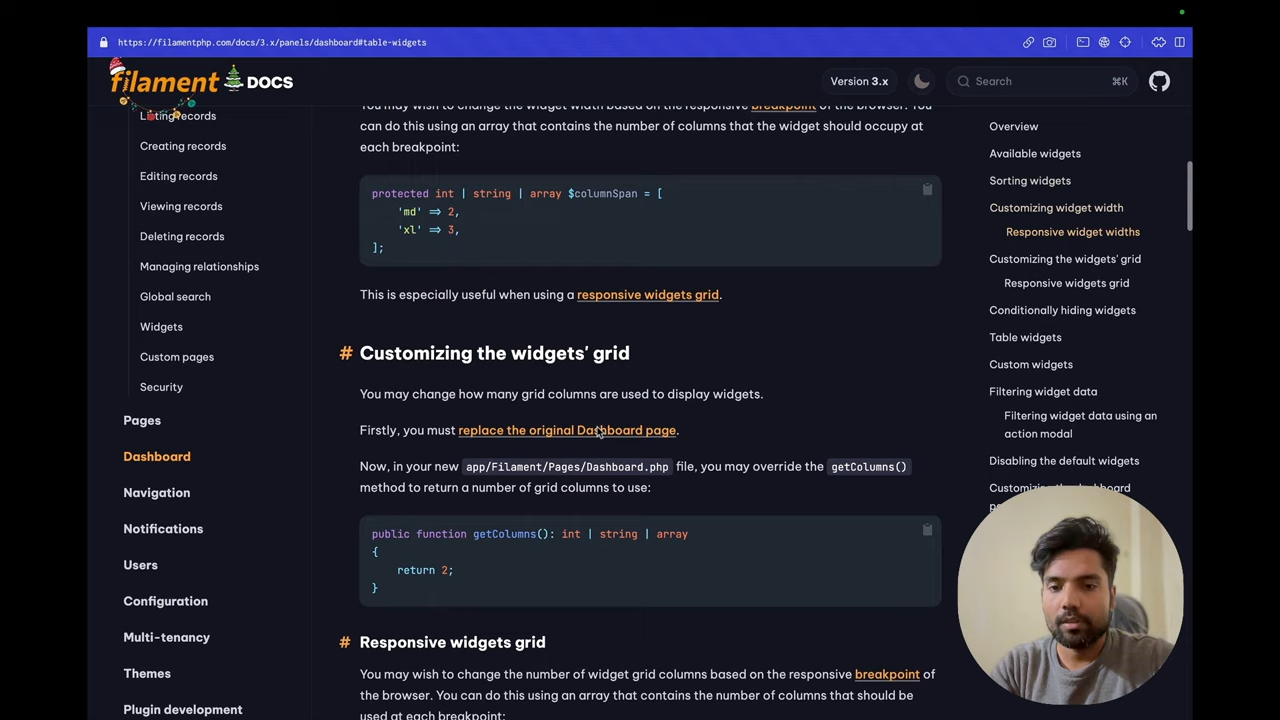 https://filamentphp.com/docs/3.x/panels/dashboard#table-widgets
filament DOCS
Version 3.x
Search
⌘K
Listing records
Creating records
Editing records
Viewing records
Deleting records
Managing relationships
Global search
Widgets
Custom pages
Security
Pages
Dashboard
Navigation
Notifications
Users
Configuration
Multi-tenancy
Themes
Plugin development
You may wish to change the widget width based on the responsive breakpoint of the browser. You
can do this using an array that contains the number of columns that the widget should occupy at
each breakpoint:
protected int | string | array $columnSpan = [
'md' => 2,
'xl' => 3,
];
This is especially useful when using a responsive widgets grid.
# Customizing the widgets' grid
You may change how many grid columns are used to display widgets.
Firstly, you must replace the original Dashboard page.
Now, in your new app/Filament/Pages/Dashboard.php file, you may override the getColumns()
method to return a number of grid columns to use:
public function getColumns(): int | string | array
{
return 2;
}
# Responsive widgets grid
You may wish to change the number of widget grid columns based on the responsive breakpoint of
the browser. You can do this using an array that contains the number of columns that should be
used at each breakpoint:
Overview
Available widgets
Sorting widgets
Customizing widget width
Responsive widget widths
Customizing the widgets' grid
Responsive widgets grid
Conditionally hiding widgets
Table widgets
Custom widgets
Filtering widget data
Filtering widget data using an
action modal
Disabling the default widgets
Customizing the dashboard